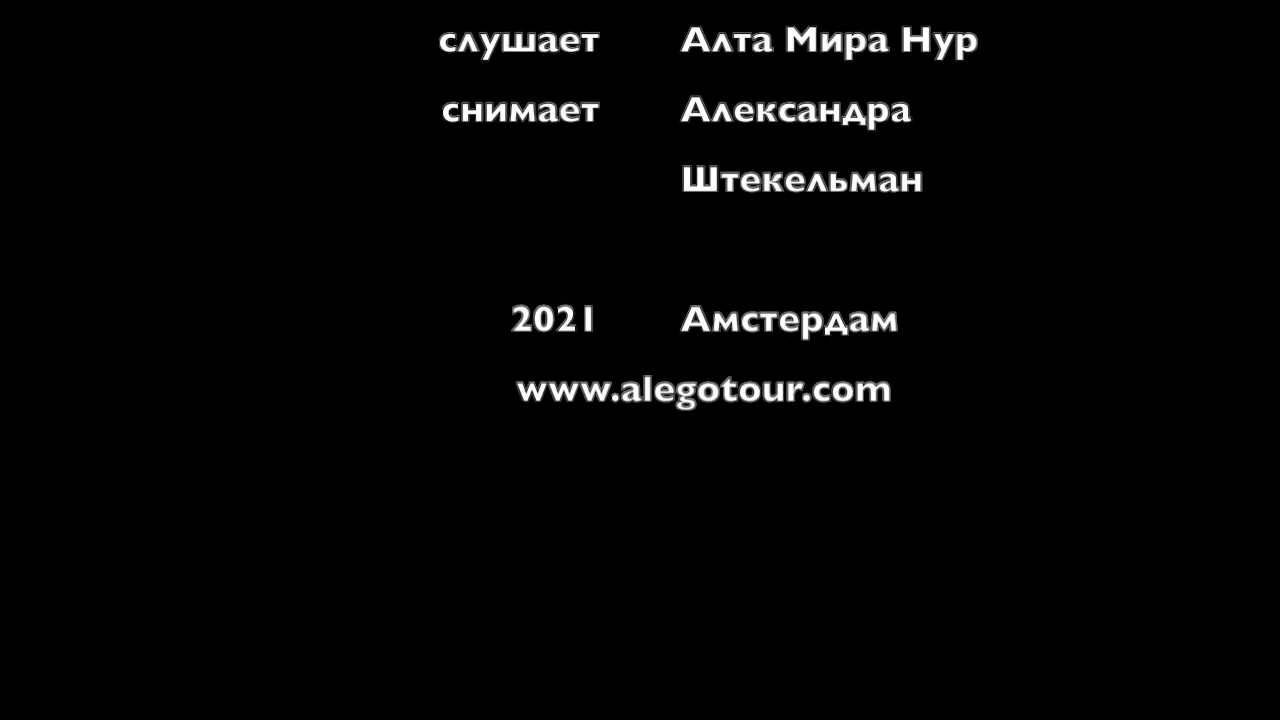 слушает Алта Мира Нур
снимает Александра
Штекельман
2021 Амстердам
www.alegotour.com